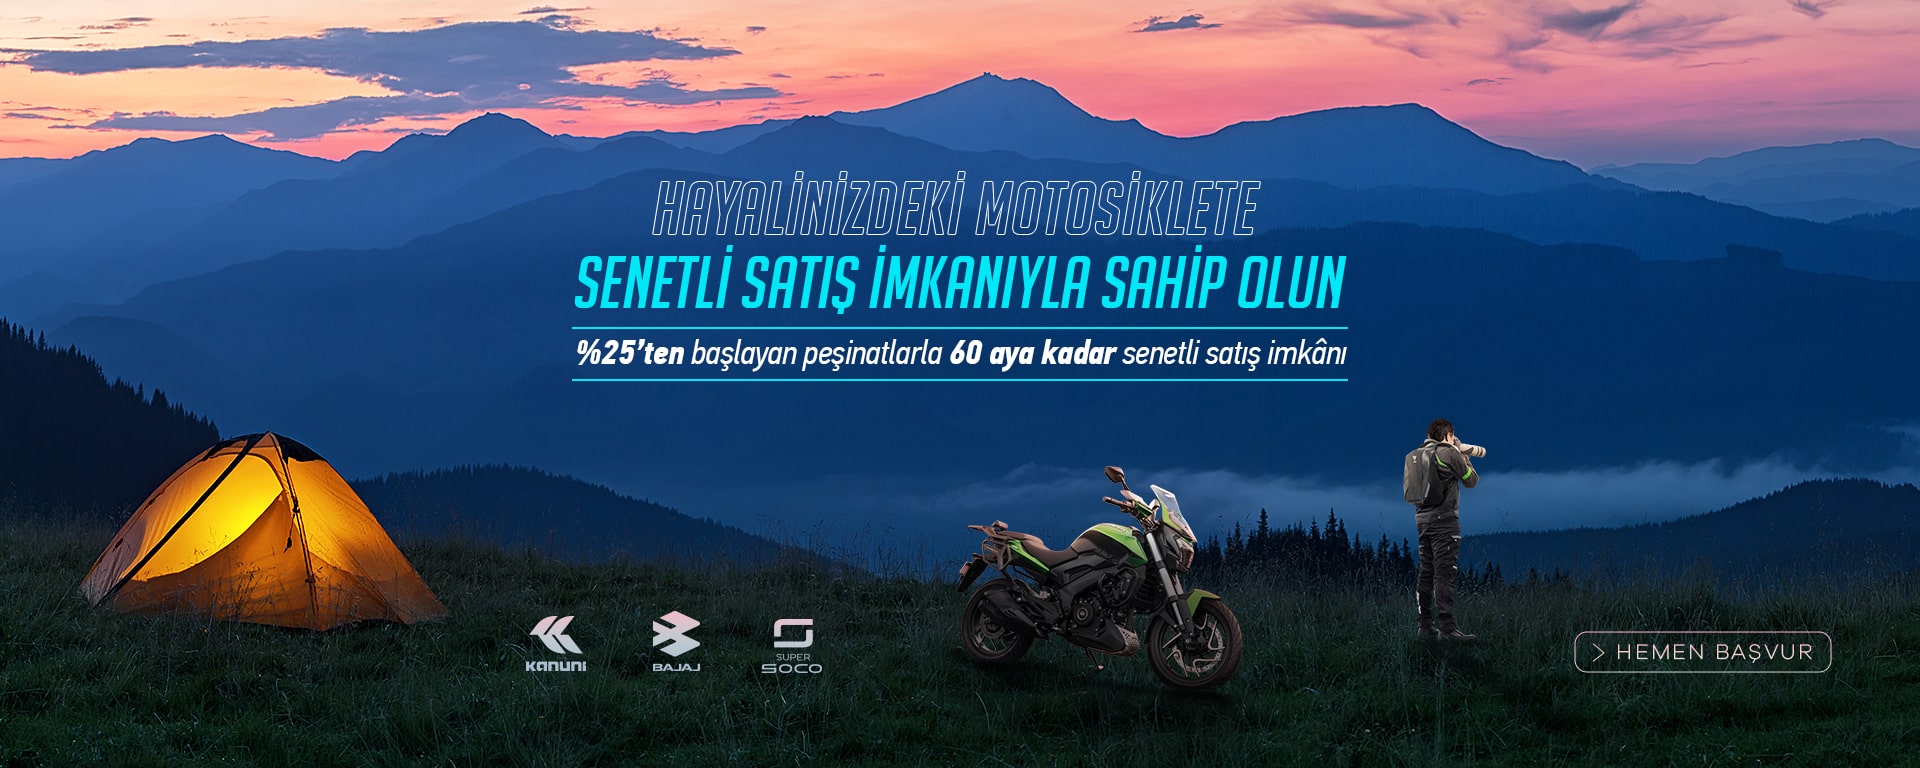 HAYALİNİZDEKİ MOTOSİKLETE
SENETLİ SATIŞ İMKANIYLA SAHİP OLUN
%25'ten başlayan peşinatlarla 60 aya kadar senetli satış imkânı
KANUNI
BAJAJ
SUPER
SOCO
> HEMEN BAŞVUR